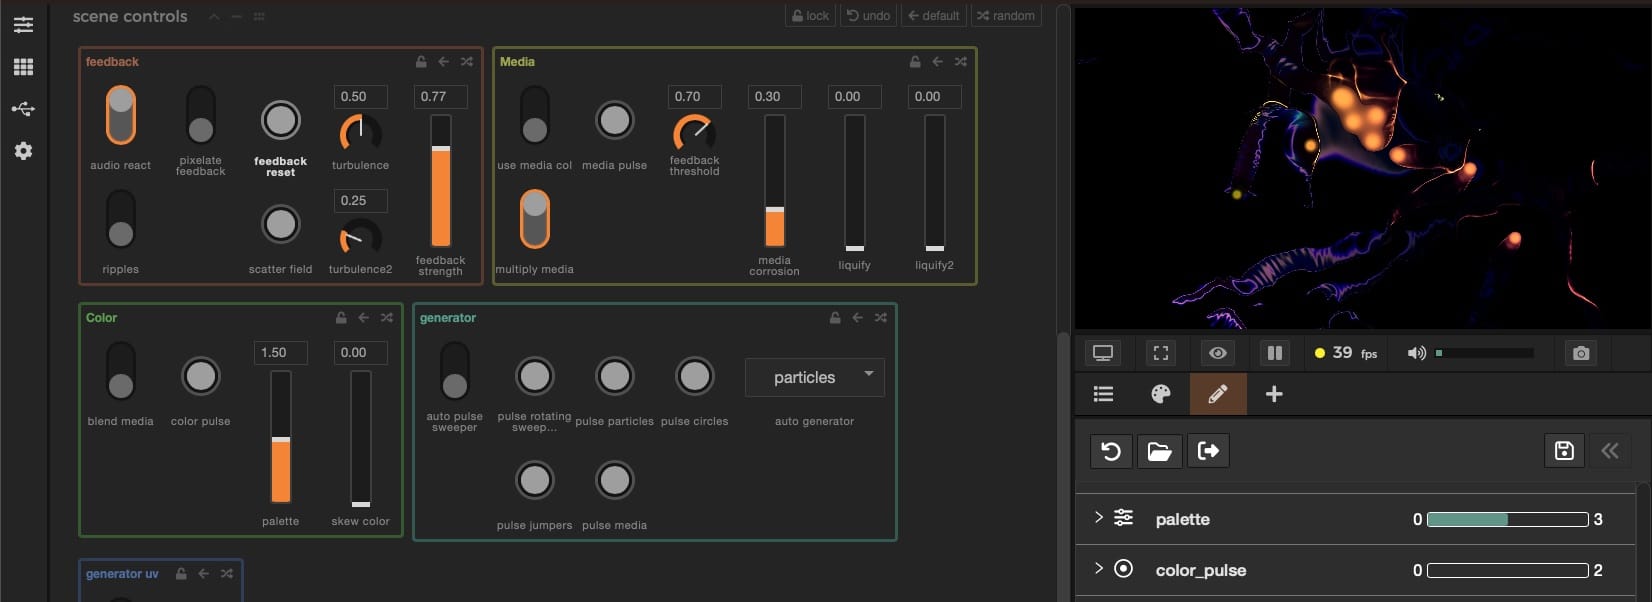 scene controls
lock
undo
default
random
feedback
audio react
pixelate
feedback
feedback
reset
0.50
turbulence
0.77
feedback
strength
ripples
scatter field
0.25
turbulence2
Media
use media col
media pulse
0.70
feedback
threshold
0.30
media
corrosion
0.00
liquify
0.00
liquify2
multiply media
Color
blend media
color pulse
1.50
palette
0.00
skew color
generator
auto pulse
sweeper
pulse rotating
sweep...
pulse particles
pulse circles
particles
auto generator
pulse jumpers
pulse media
generator uv
39 fps
palette
0
3
color_pulse
0
2